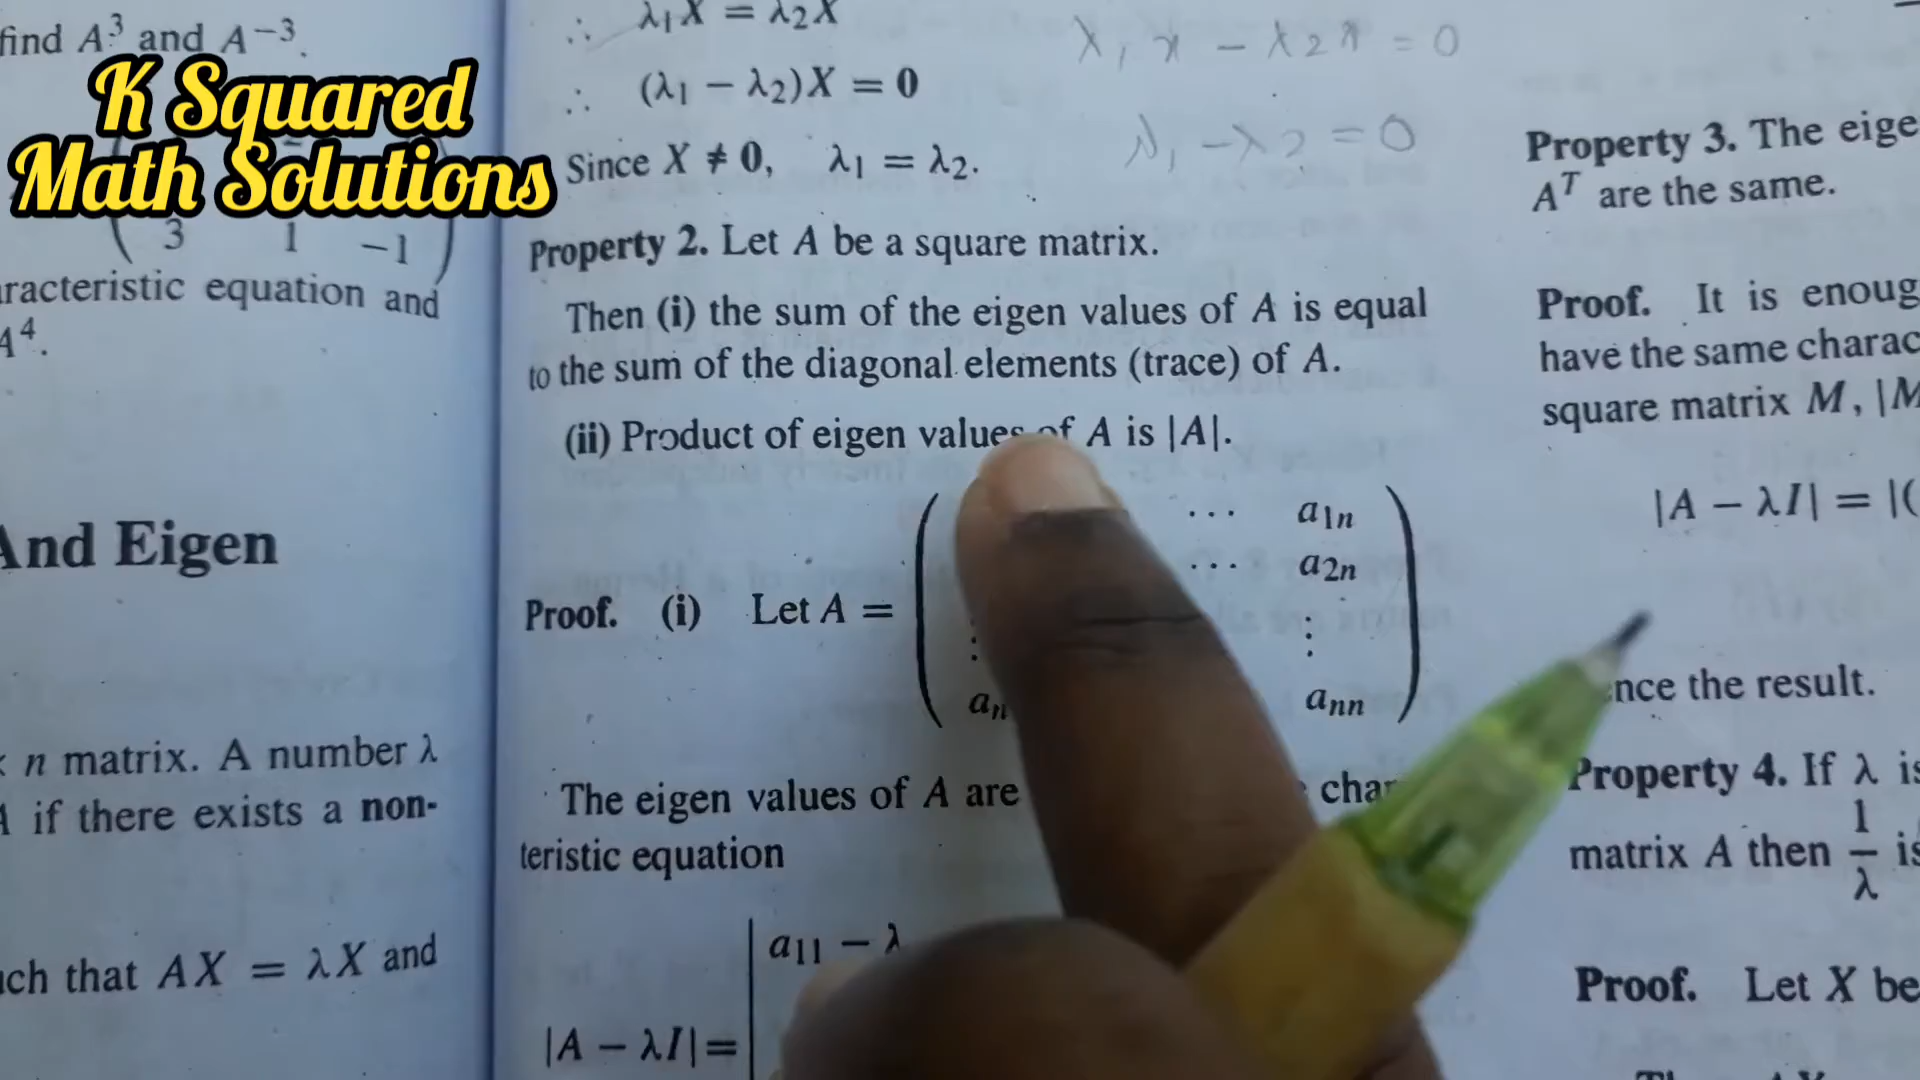 find A³ and A⁻³.
K Squared
Math Solutions
3 1 −1
aracteristic equation and
A⁴.
And Eigen
n matrix. A number λ
A if there exists a non-
such that AX = λX and
∴ λ₁X = λ₂X
∴ (λ₁ − λ₂)X = 0
Since X ≠ 0, λ₁ = λ₂.
λ₁x − λ₂x = 0
λ₁ − λ₂ = 0
Property 2. Let A be a square matrix.
Then (i) the sum of the eigen values of A is equal
to the sum of the diagonal elements (trace) of A.
(ii) Product of eigen values of A is |A|.
⋯ a₁ₙ
⋯ a₂ₙ
Proof. (i) Let A =
⋮ ⋮
aₙ aₙₙ
The eigen values of A are char
teristic equation
a₁₁ − λ
|A − λI| =
Property 3. The eige
Aᵀ are the same.
Proof. It is enoug
have the same charac
square matrix M, |M
|A − λI| = |(
ence the result.
Property 4. If λ is
matrix A then 1/λ is
Proof. Let X be